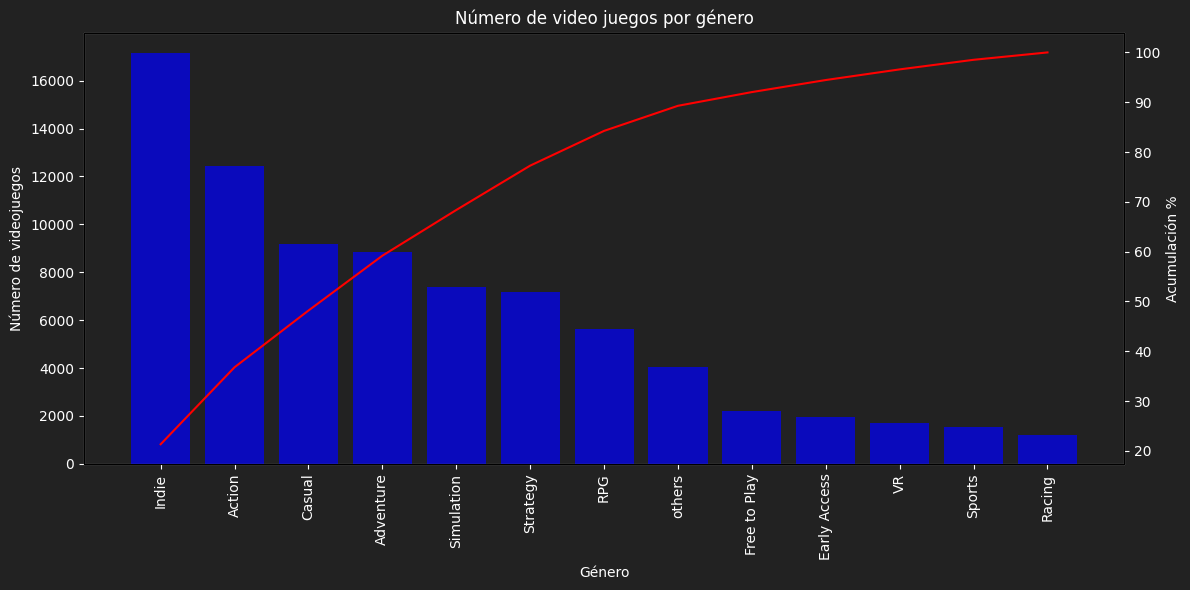 Número de video juegos por género
Número de videojuegos
16000
14000
12000
10000
8000
6000
4000
2000
0
100
90
80
70
60
50
40
30
20
Acumulación %
Indie
Action
Casual
Adventure
Simulation
Strategy
RPG
others
Free to Play
Early Access
VR
Sports
Racing
Género